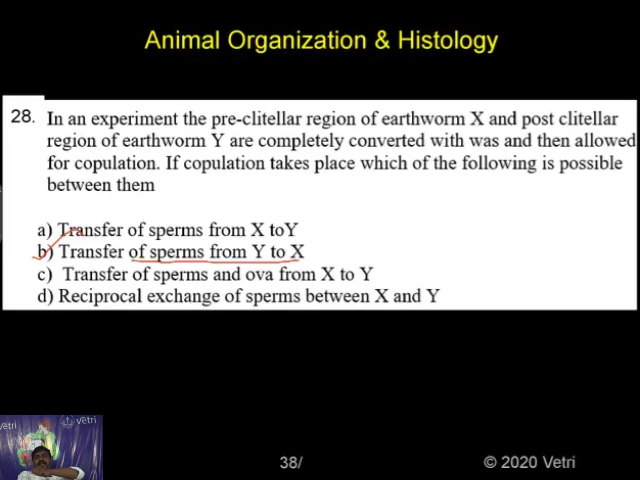 Animal Organization & Histology
28. In an experiment the pre-clitellar region of earthworm X and post clitellar
region of earthworm Y are completely converted with was and then allowed
for copulation. If copulation takes place which of the following is possible
between them
a) Transfer of sperms from X toY
b) Transfer of sperms from Y to X
c) Transfer of sperms and ova from X to Y
d) Reciprocal exchange of sperms between X and Y
vetri
38/
© 2020 Vetri